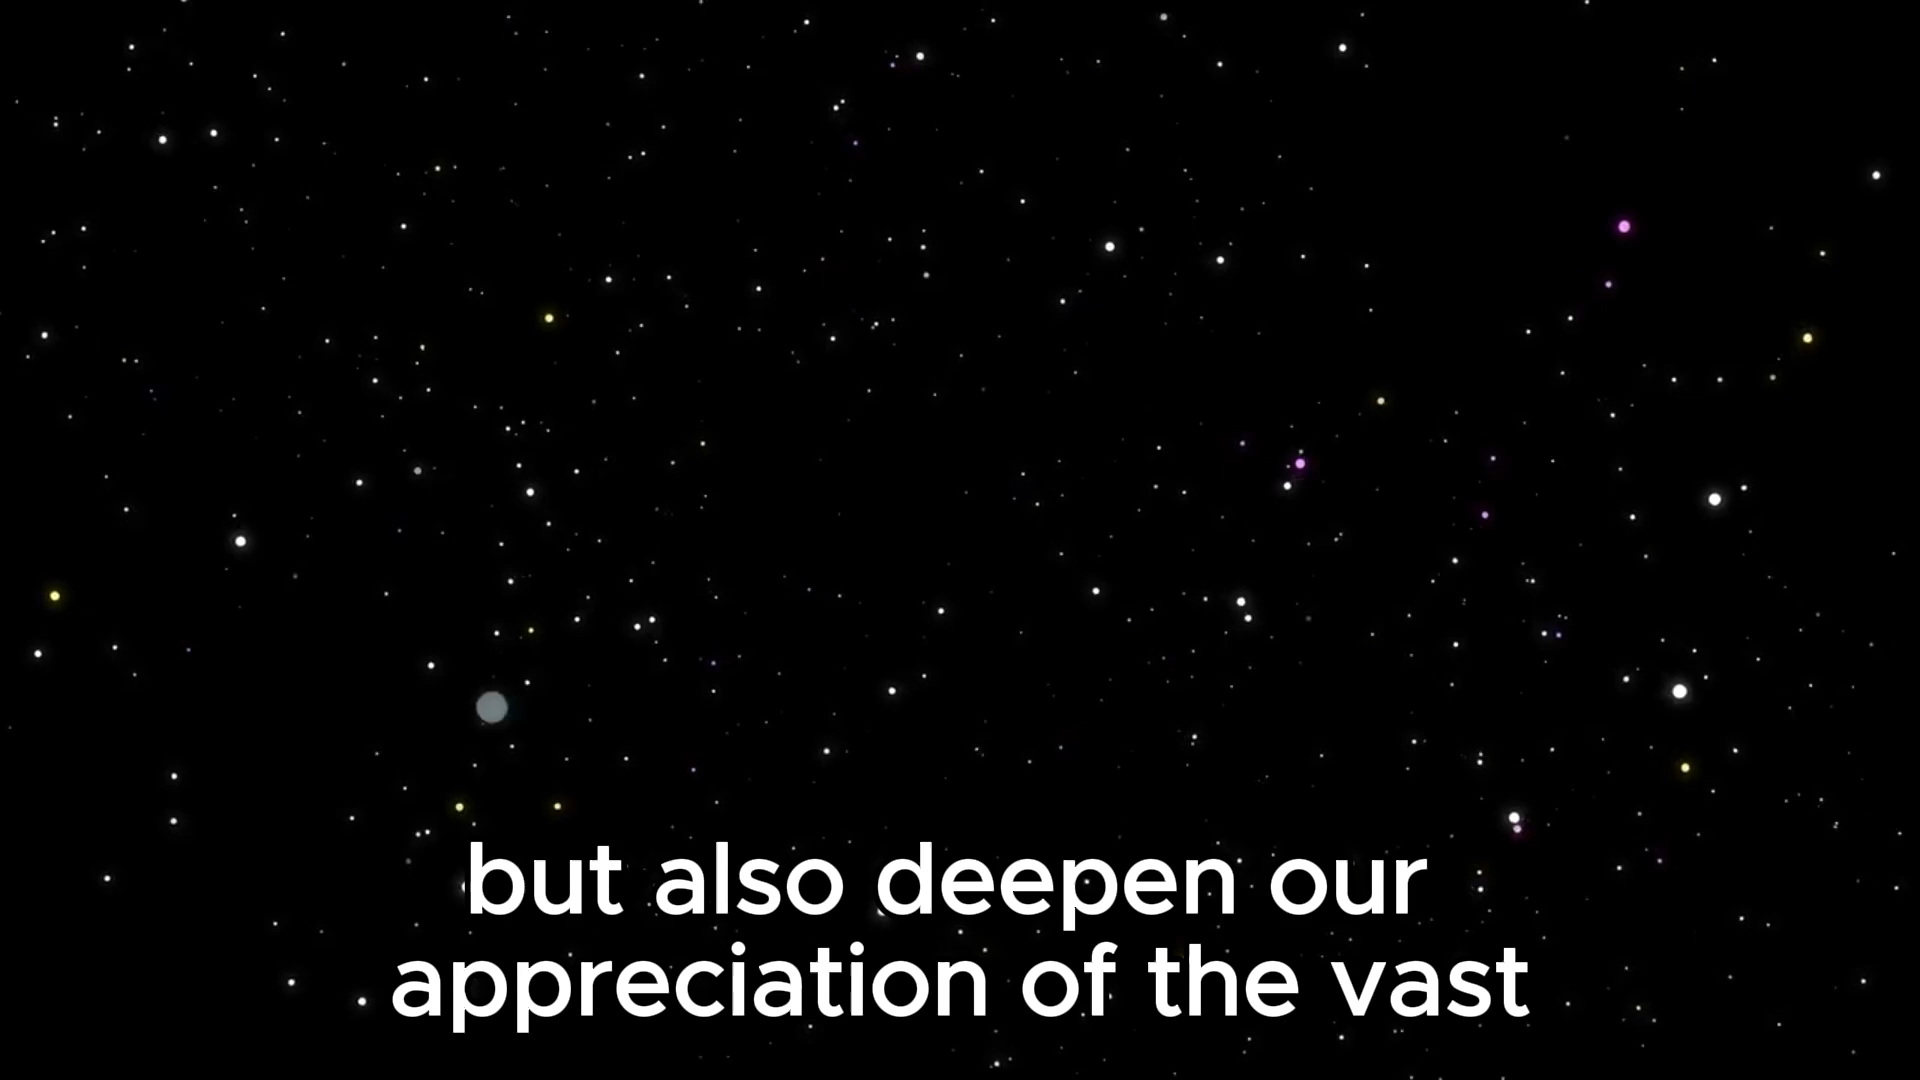 but also deepen our
appreciation of the vast